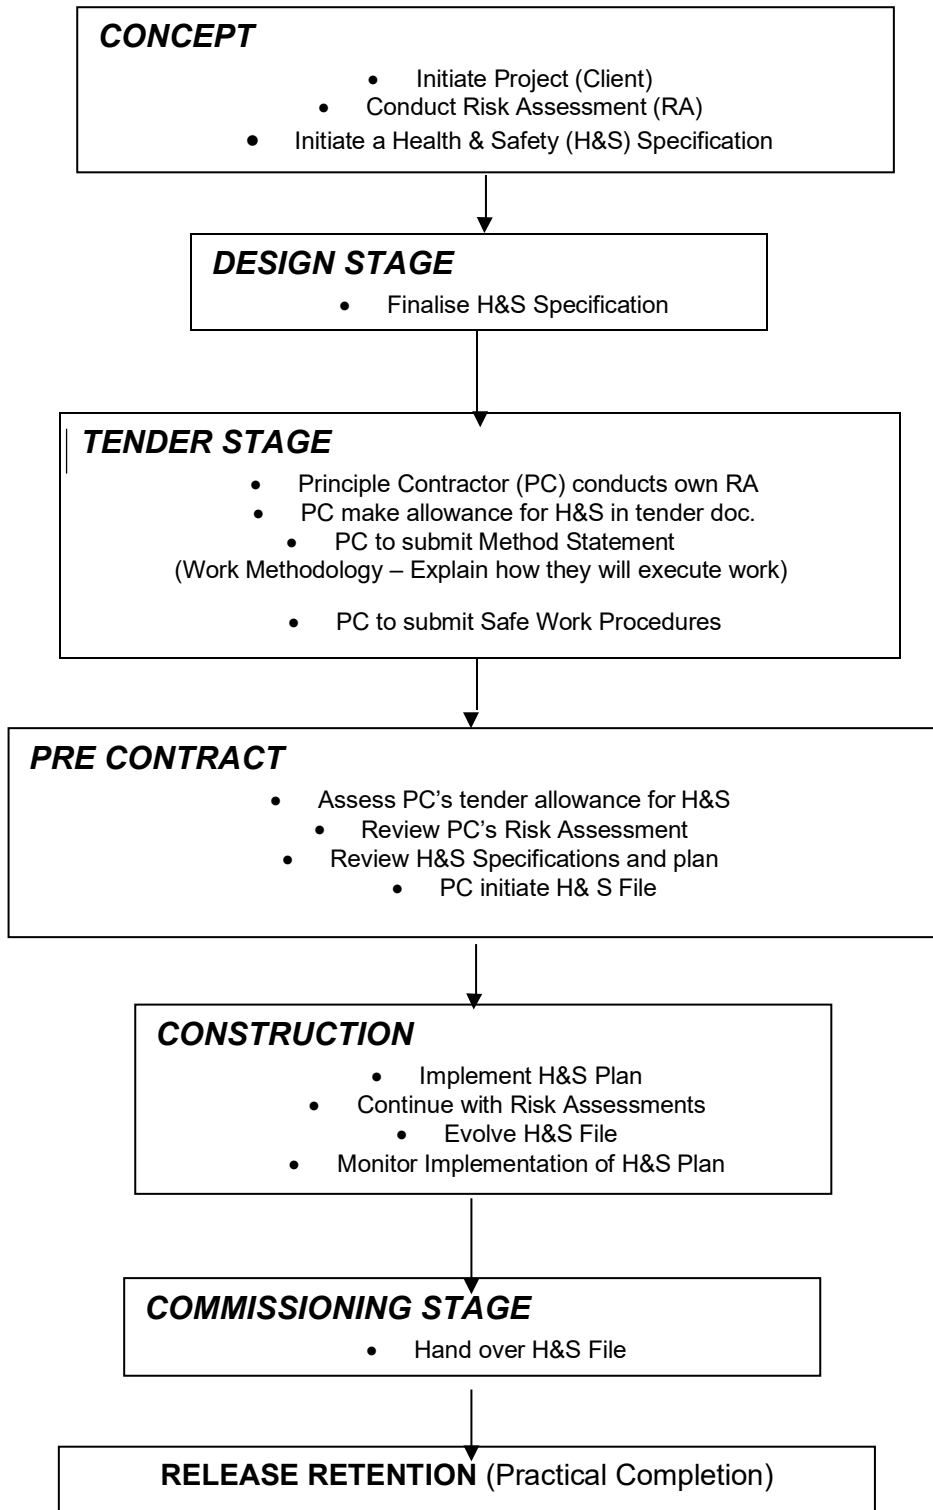 CONCEPT
• Initiate Project (Client)
• Conduct Risk Assessment (RA)
• Initiate a Health & Safety (H&S) Specification
DESIGN STAGE
• Finalise H&S Specification
TENDER STAGE
• Principle Contractor (PC) conducts own RA
• PC make allowance for H&S in tender doc.
• PC to submit Method Statement
(Work Methodology – Explain how they will execute work)
• PC to submit Safe Work Procedures
PRE CONTRACT
• Assess PC's tender allowance for H&S
• Review PC's Risk Assessment
• Review H&S Specifications and plan
• PC initiate H& S File
CONSTRUCTION
• Implement H&S Plan
• Continue with Risk Assessments
• Evolve H&S File
• Monitor Implementation of H&S Plan
COMMISSIONING STAGE
• Hand over H&S File
RELEASE RETENTION (Practical Completion)